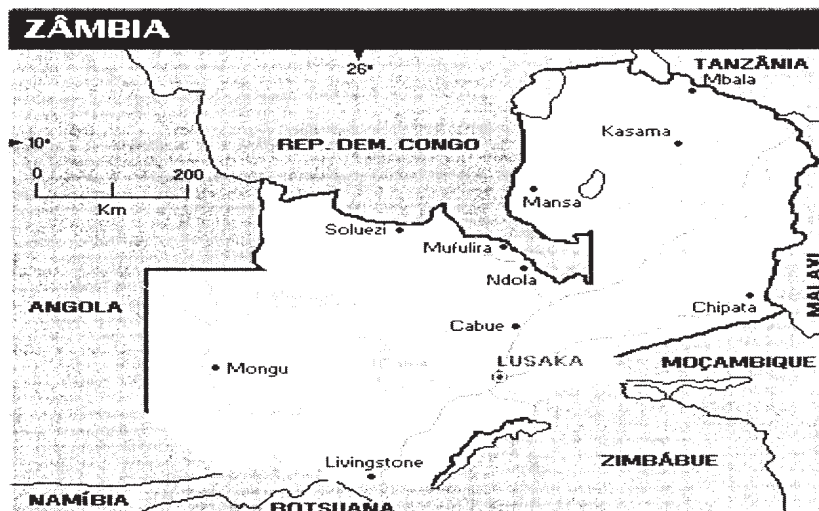 ZÂMBIA
26°
TANZÂNIA
Mbala
Kasama
10°
REP. DEM. CONGO
0 200
Km
Mansa
Soluezi
Mufulira
Ndola
MALAVI
ANGOLA
Chipata
Cabue
LUSAKA
MOÇAMBIQUE
Mongu
Livingstone
ZIMBÁBUE
NAMÍBIA
BOTSUANA